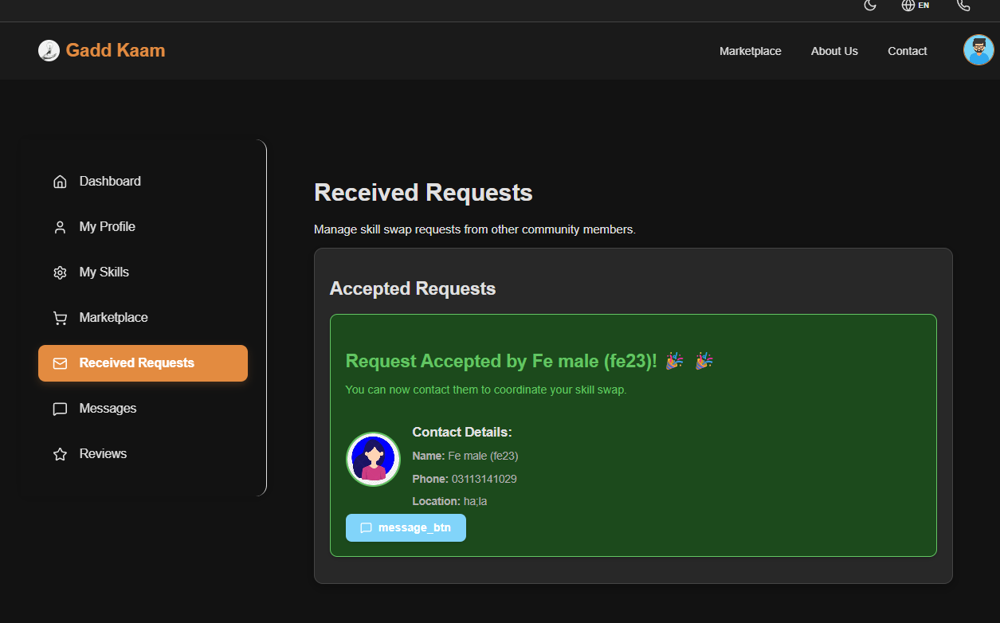 EN
Gadd Kaam
Marketplace
About Us
Contact
Dashboard
My Profile
My Skills
Marketplace
Received Requests
Messages
Reviews
Received Requests
Manage skill swap requests from other community members.
Accepted Requests
Request Accepted by Fe male (fe23)! 🎉 🎉
You can now contact them to coordinate your skill swap.
Contact Details:
Name: Fe male (fe23)
Phone: 03113141029
Location: ha;la
message_btn